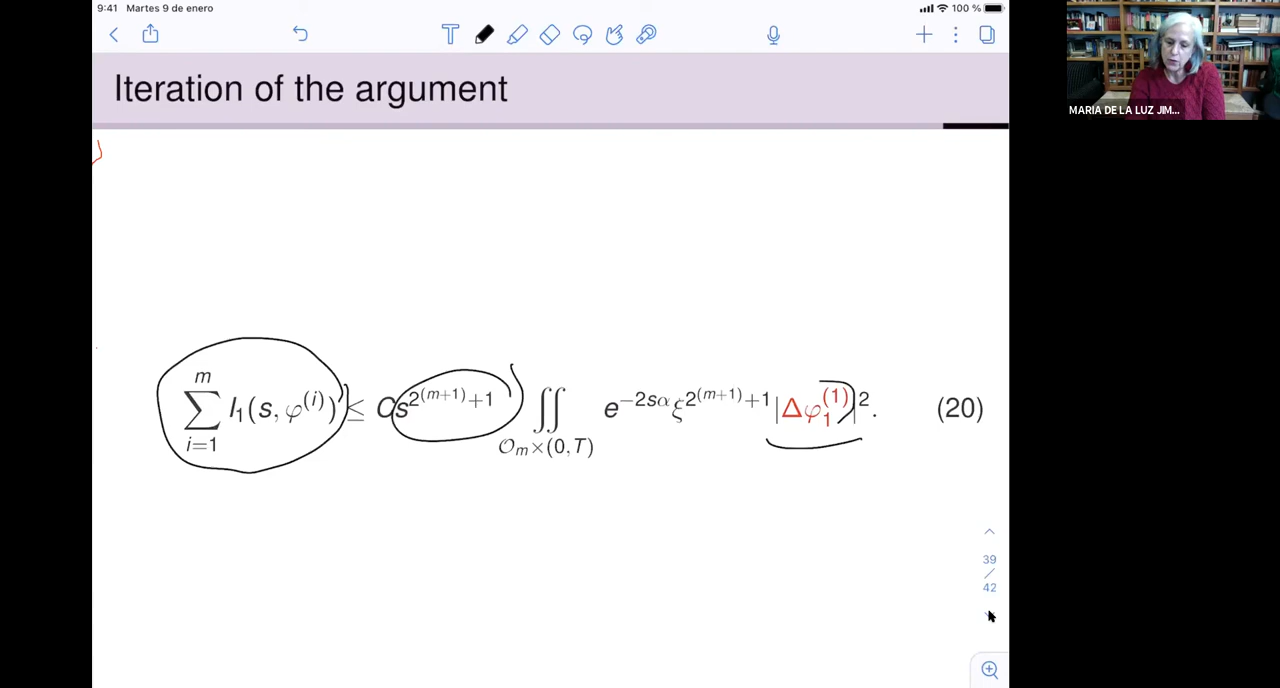 9:41 Martes 9 de enero 100 %
Iteration of the argument
MARIA DE LA LUZ JIM...
m
∑ I₁(s, φ⁽ⁱ⁾) ≤ Cs^{2^{(m+1)}+1} ∬ e^{−2sα} ξ^{2^{(m+1)}+1} |Δφ₁⁽¹⁾|². (20)
i=1 𝒪ₘ×(0,T)
39
/
42